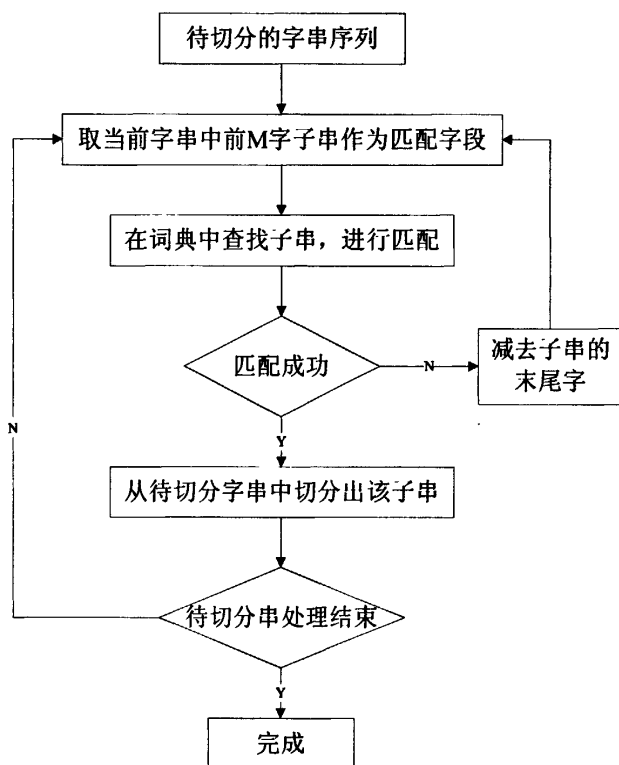 待切分的字串序列
取当前字串中前M字子串作为匹配字段
在词典中查找子串，进行匹配
匹配成功
N
减去子串的
末尾字
Y
N
从待切分字串中切分出该子串
待切分串处理结束
Y
完成